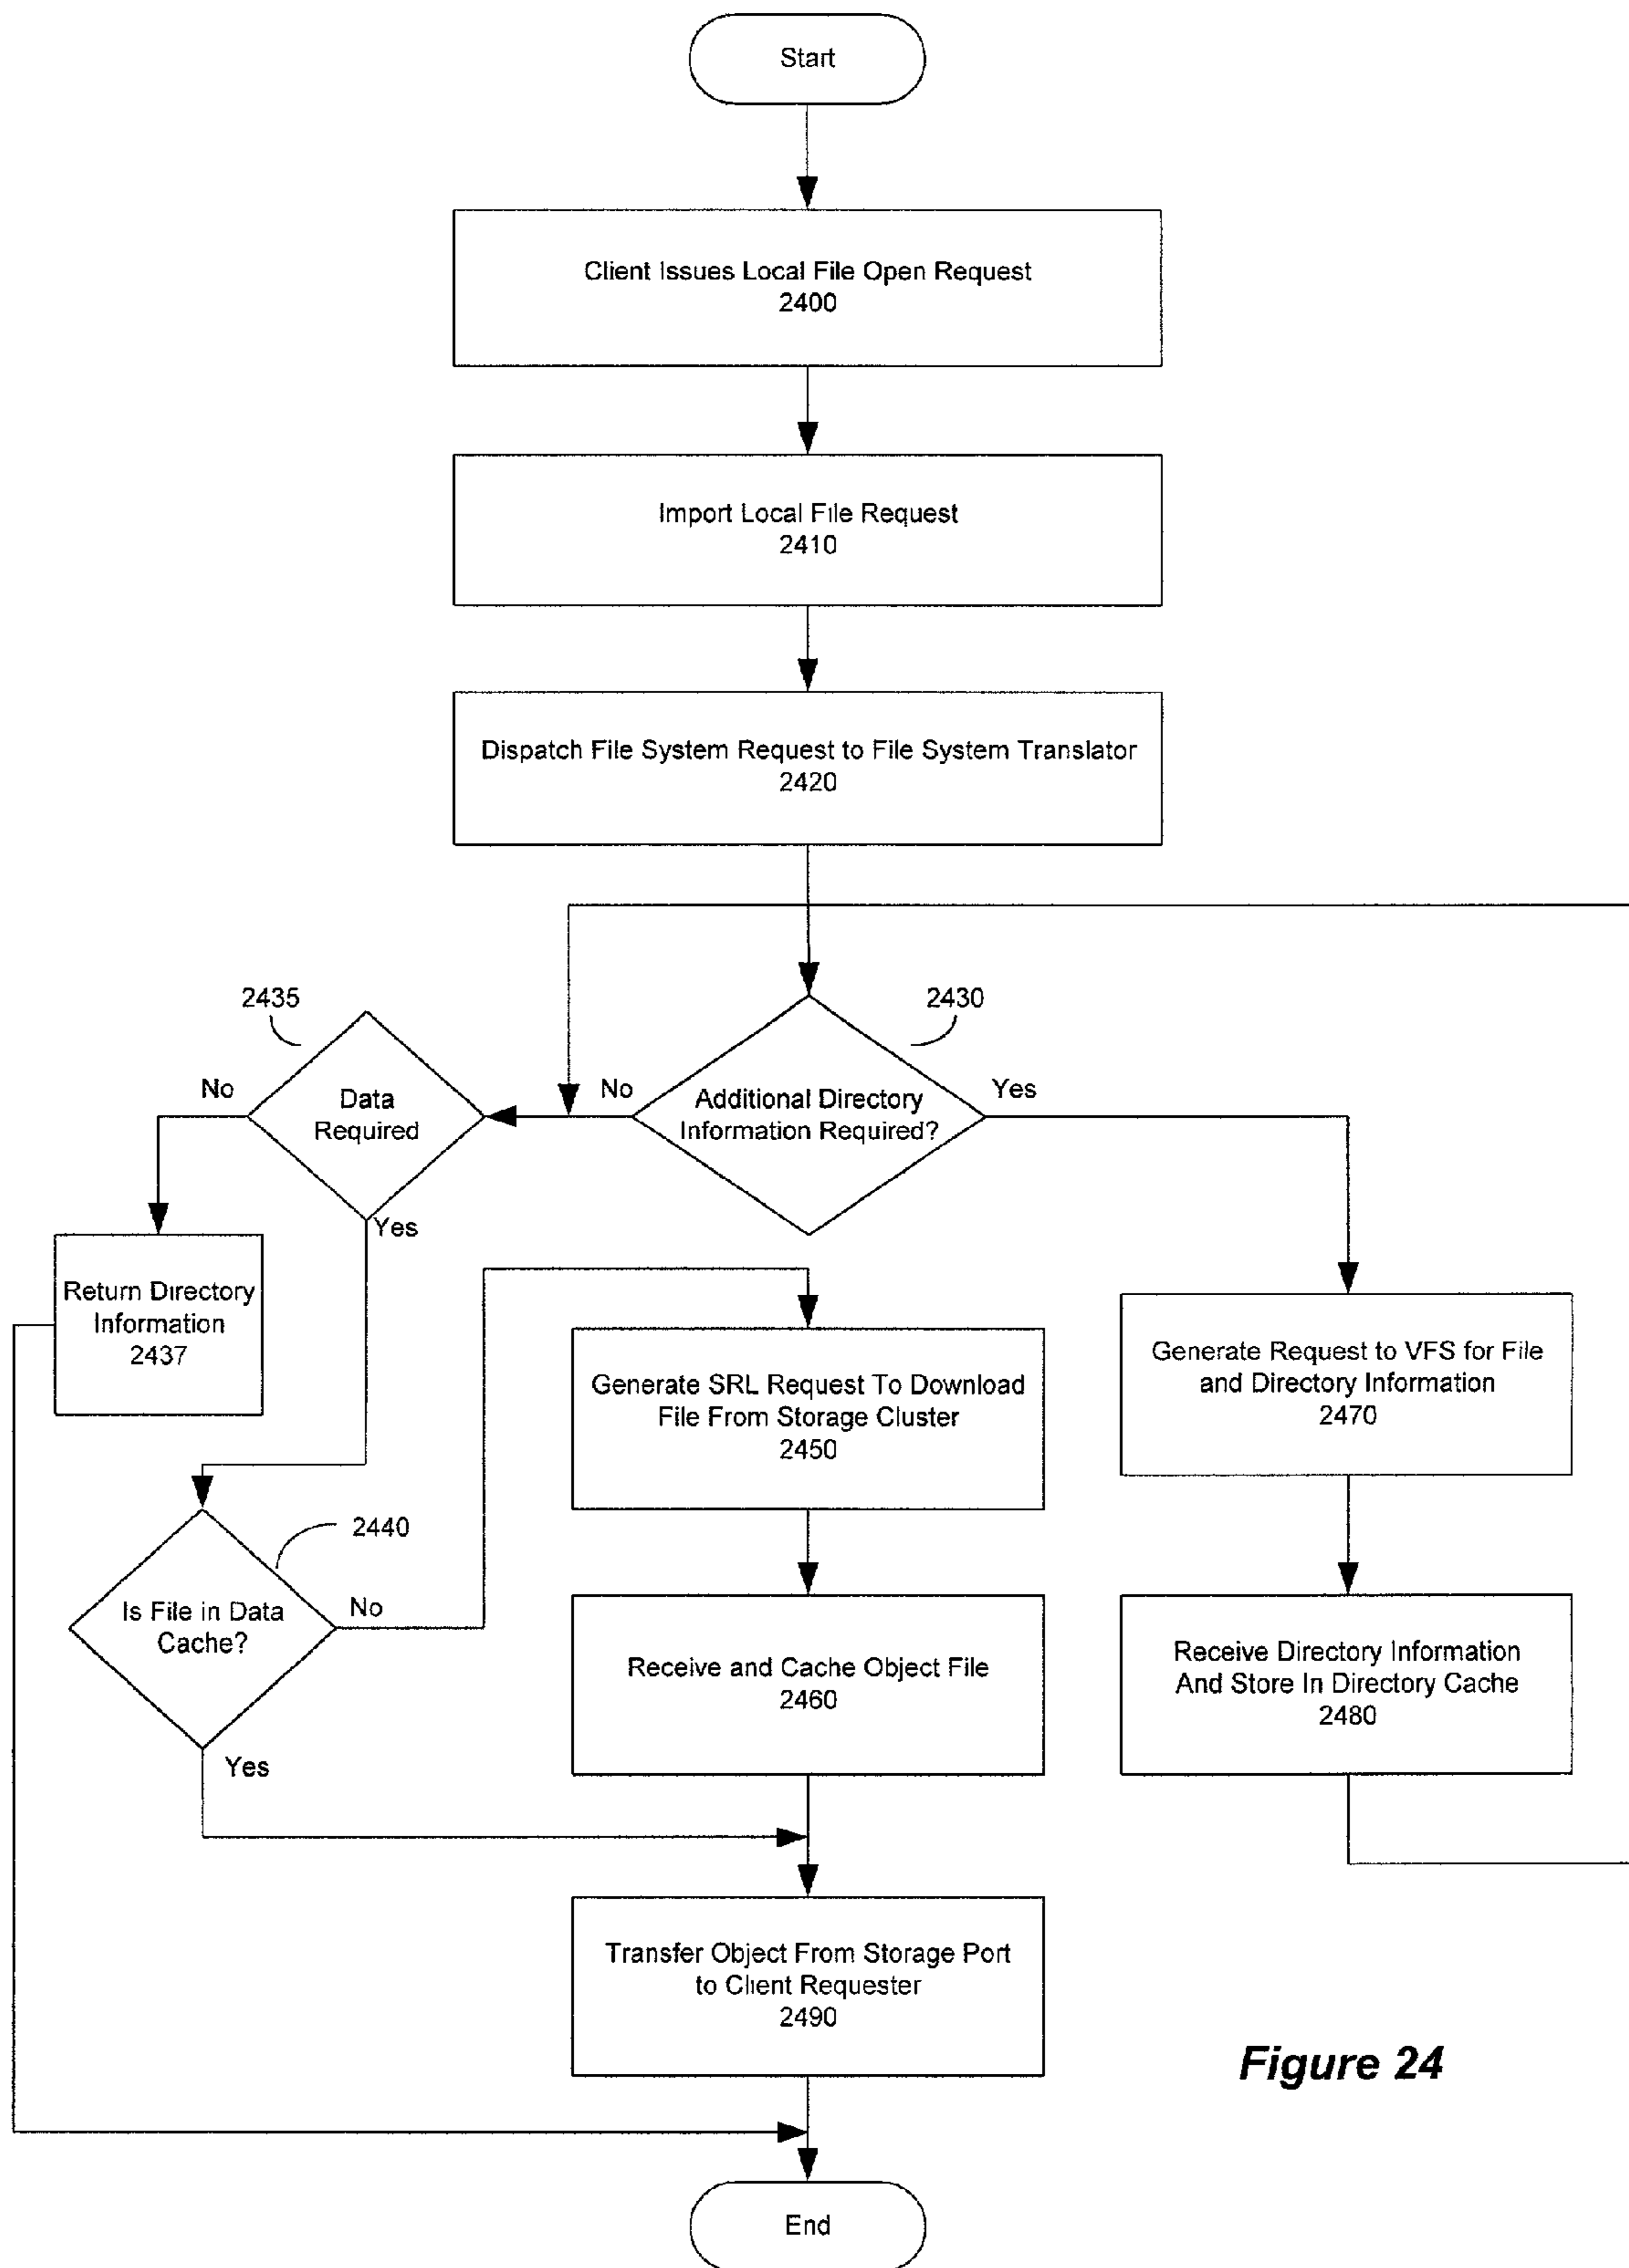 Start
Client Issues Local File Open Request
2400
Import Local File Request
2410
Dispatch File System Request to File System Translator
2420
2435
2430
No
Data
Required
No
Additional Directory
Information Required?
Yes
Yes
Return Directory
Information
2437
Generate SRL Request To Download
File From Storage Cluster
2450
Generate Request to VFS for File
and Directory Information
2470
2440
Is File in Data
Cache?
No
Yes
Receive and Cache Object File
2460
Receive Directory Information
And Store In Directory Cache
2480
Transfer Object From Storage Port
to Client Requester
2490
Figure 24
End